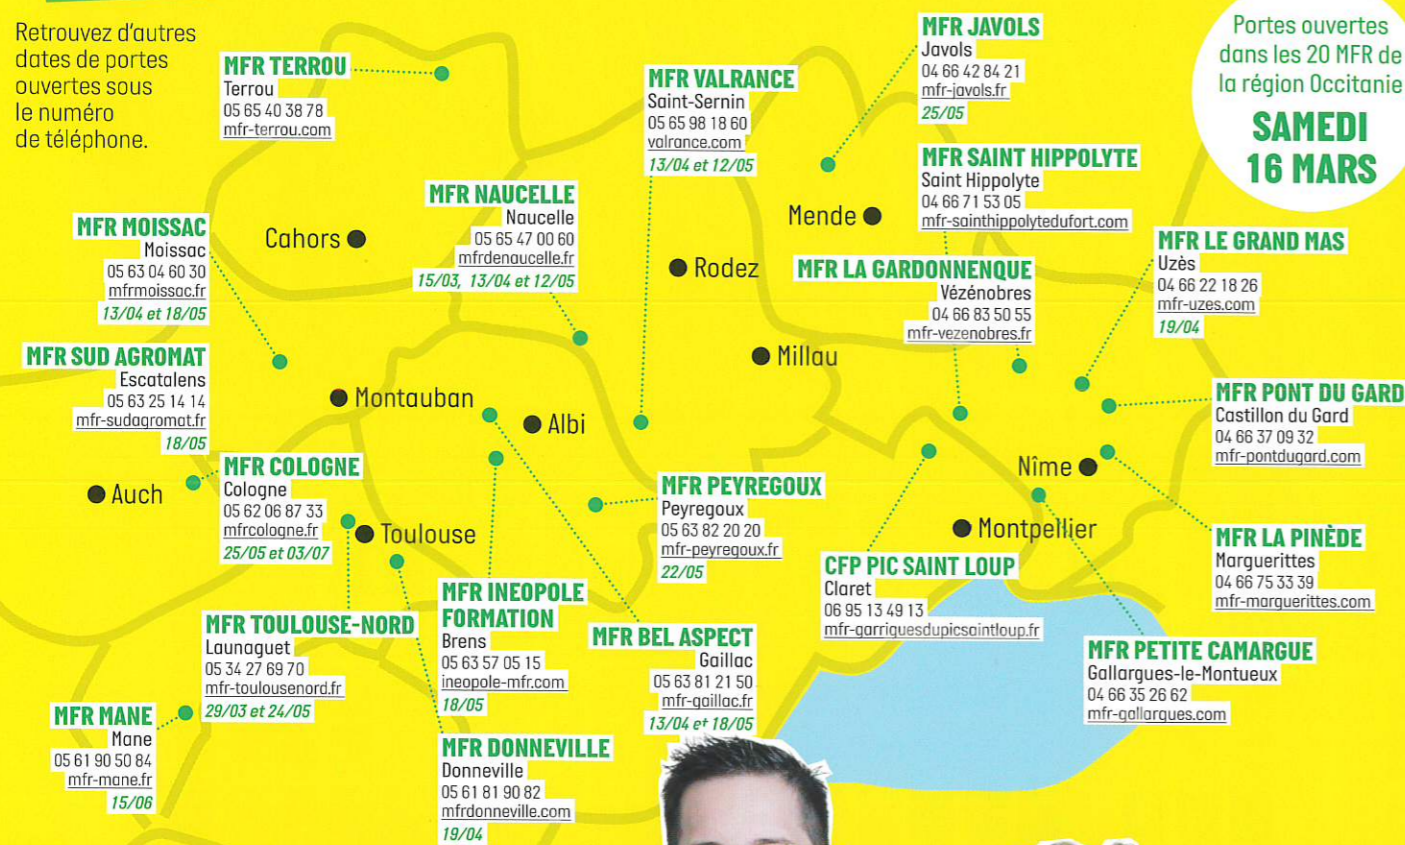 Retrouvez d'autres
dates de portes
ouvertes sous
le numéro
de téléphone.
Portes ouvertes
dans les 20 MFR de
la région Occitanie
SAMEDI
16 MARS
MFR TERROU
Terrou
05 65 40 38 78
mfr-terrou.com
MFR VALRANCE
Saint-Sernin
05 65 98 18 60
valrance.com
13/04 et 12/05
MFR JAVOLS
Javols
04 66 42 84 21
mfr-javols.fr
25/05
MFR SAINT HIPPOLYTE
Saint Hippolyte
04 66 71 53 05
mfr-sainthippolytedufort.com
MFR NAUCELLE
Naucelle
05 65 47 00 60
mfrdenaucelle.fr
15/03, 13/04 et 12/05
MFR MOISSAC
Moissac
05 63 04 60 30
mfrmoissac.fr
13/04 et 18/05
Cahors
Mende
Rodez
MFR LA GARDONNENQUE
Vézénobres
04 66 83 50 55
mfr-vezenobres.fr
MFR LE GRAND MAS
Uzès
04 66 22 18 26
mfr-uzes.com
19/04
MFR SUD AGROMAT
Escatalens
05 63 25 14 14
mfr-sudagromat.fr
18/05
Millau
Montauban
Albi
MFR PONT DU GARD
Castillon du Gard
04 66 37 09 32
mfr-pontdugard.com
MFR COLOGNE
Cologne
05 62 06 87 33
mfrcologne.fr
25/05 et 03/07
Auch
Toulouse
Nîme
Montpellier
MFR PEYREGOUX
Peyregoux
05 63 82 20 20
mfr-peyregoux.fr
22/05
CFP PIC SAINT LOUP
Claret
06 95 13 49 13
mfr-garriguesdupicsaintloup.fr
MFR LA PINÈDE
Marguerittes
04 66 75 33 39
mfr-marguerittes.com
MFR INEOPOLE
FORMATION
Brens
05 63 57 05 15
ineopole-mfr.com
18/05
MFR TOULOUSE-NORD
Launaguet
05 34 27 69 70
mfr-toulousenord.fr
29/03 et 24/05
MFR BEL ASPECT
Gaillac
05 63 81 21 50
mfr-gaillac.fr
13/04 et 18/05
MFR PETITE CAMARGUE
Gallargues-le-Montueux
04 66 35 26 62
mfr-gallargues.com
MFR MANE
Mane
05 61 90 50 84
mfr-mane.fr
15/06
MFR DONNEVILLE
Donneville
05 61 81 90 82
mfrdonneville.com
19/04